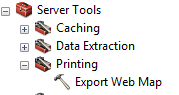 Server Tools
Caching
Data Extraction
Printing
Export Web Map